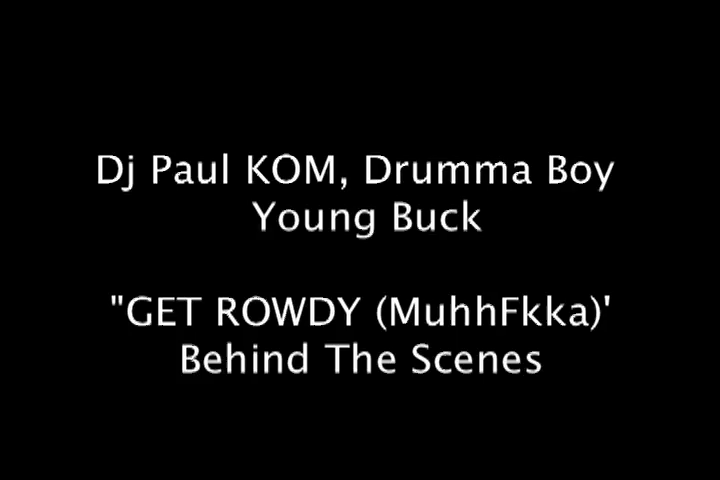 Dj Paul KOM, Drumma Boy
Young Buck
"GET ROWDY (MuhhFkka)'
Behind The Scenes